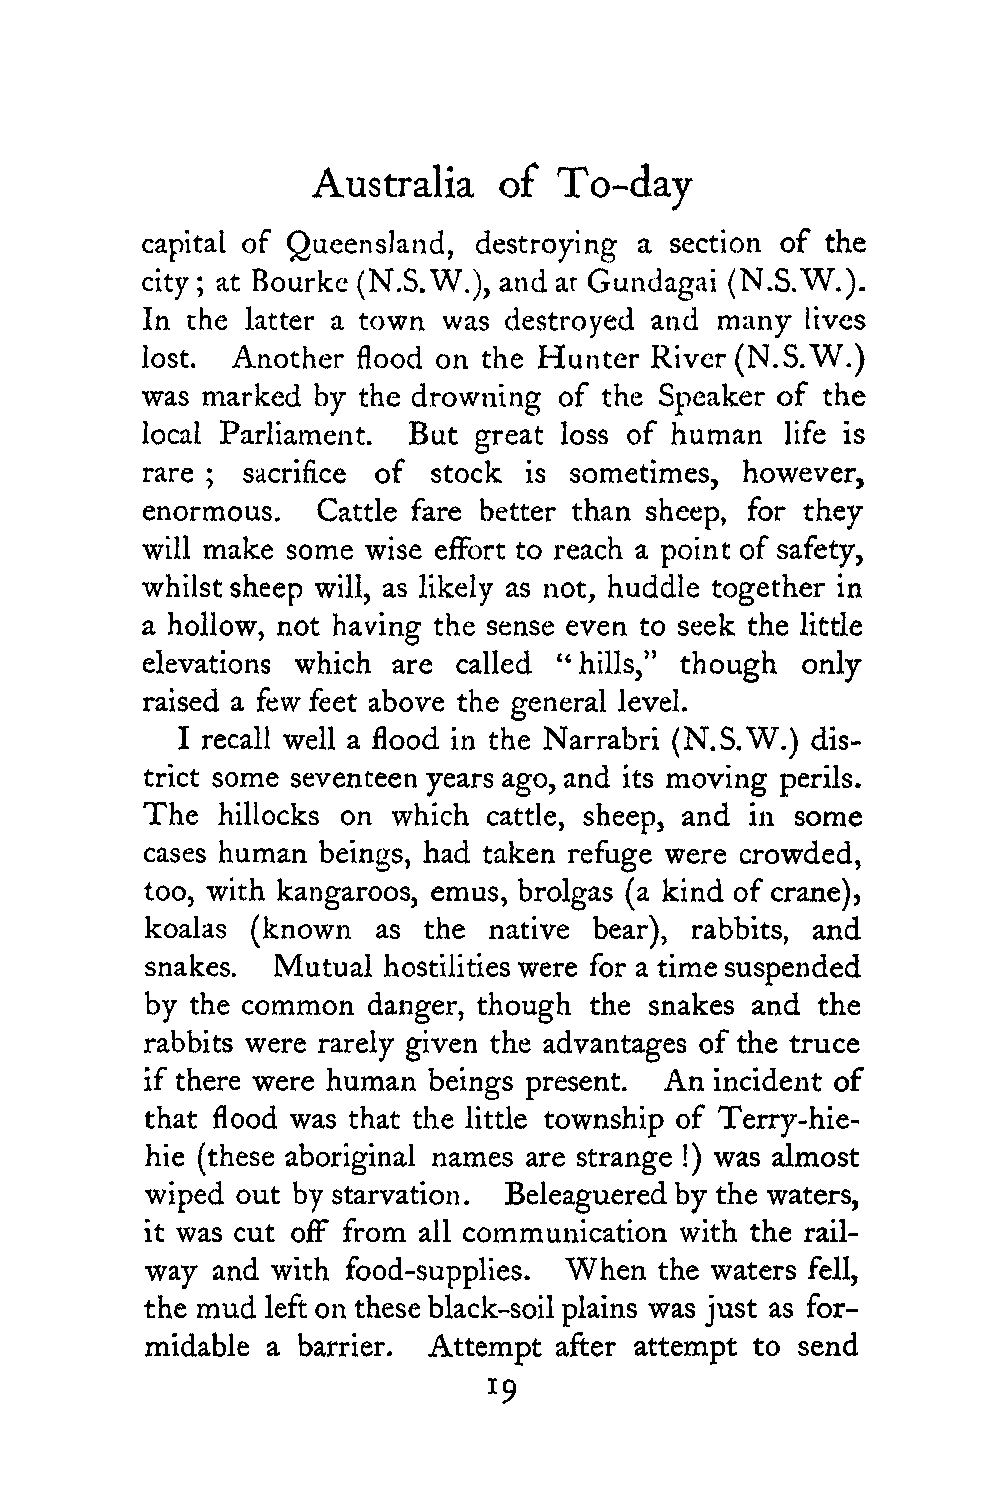 Australia of To-day
capital of Queensland, destroying a section of the
city ; at Bourke (N.S.W.), and at Gundagai (N.S.W.).
In the latter a town was destroyed and many lives
lost. Another flood on the Hunter River (N.S.W.)
was marked by the drowning of the Speaker of the
local Parliament. But great loss of human life is
rare ; sacrifice of stock is sometimes, however,
enormous. Cattle fare better than sheep, for they
will make some wise effort to reach a point of safety,
whilst sheep will, as likely as not, huddle together in
a hollow, not having the sense even to seek the little
elevations which are called “hills,” though only
raised a few feet above the general level.
I recall well a flood in the Narrabri (N.S.W.) dis-
trict some seventeen years ago, and its moving perils.
The hillocks on which cattle, sheep, and in some
cases human beings, had taken refuge were crowded,
too, with kangaroos, emus, brolgas (a kind of crane),
koalas (known as the native bear), rabbits, and
snakes. Mutual hostilities were for a time suspended
by the common danger, though the snakes and the
rabbits were rarely given the advantages of the truce
if there were human beings present. An incident of
that flood was that the little township of Terry-hie-
hie (these aboriginal names are strange !) was almost
wiped out by starvation. Beleaguered by the waters,
it was cut off from all communication with the rail-
way and with food-supplies. When the waters fell,
the mud left on these black-soil plains was just as for-
midable a barrier. Attempt after attempt to send
19